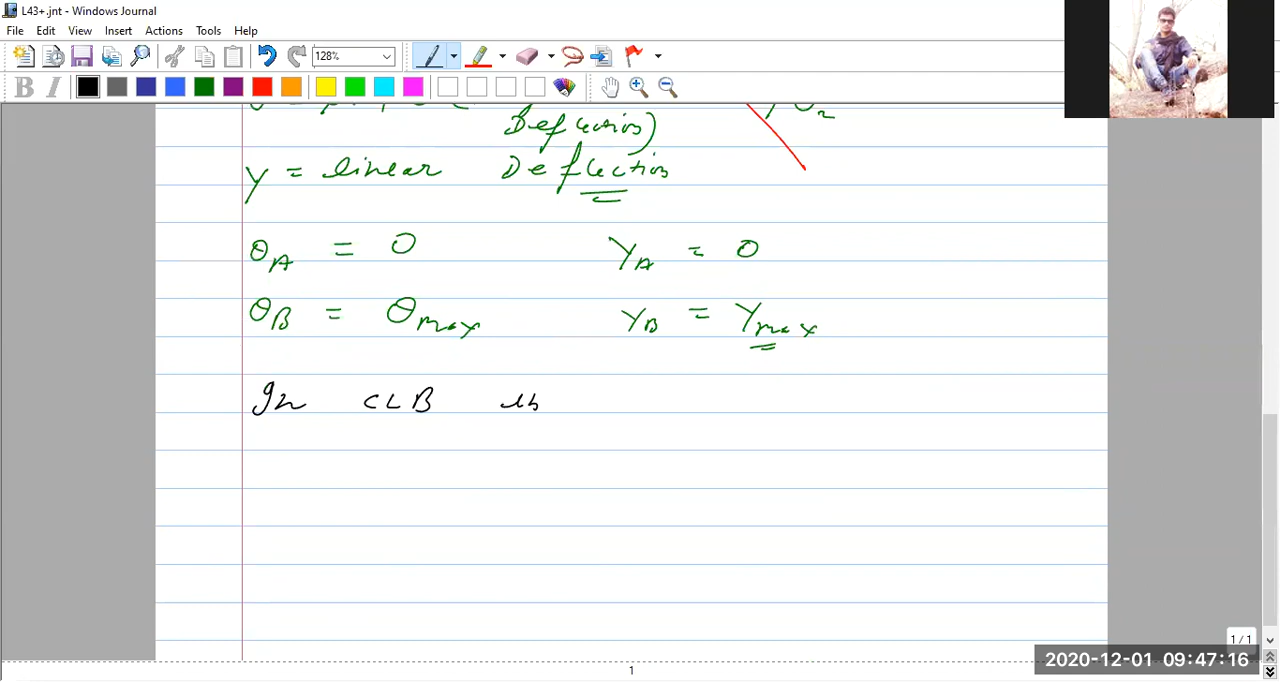 L43+.jnt - Windows Journal
File Edit View Insert Actions Tools Help
128%
B I
Deflection)
y = linear Deflection
θA = 0 yA = 0
θB = θmax yB = ymax
In CLB
1 / 1
2020-12-01 09:47:16
1